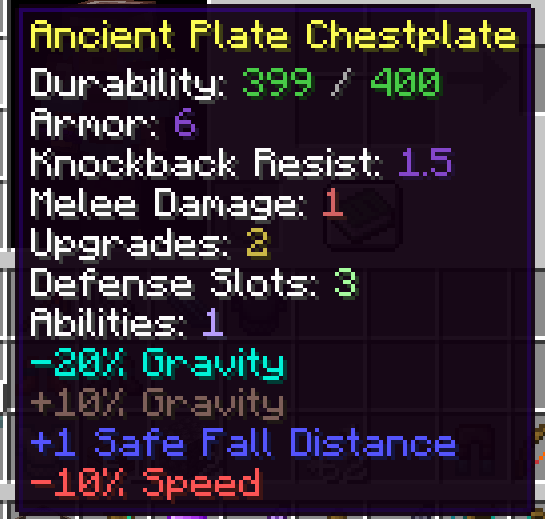 Ancient Plate Chestplate
Durability: 399 / 400
Armor: 6
Knockback Resist: 1.5
Melee Damage: 1
Upgrades: 2
Defense Slots: 3
Abilities: 1
-20% Gravity
+10% Gravity
+1 Safe Fall Distance
-10% Speed